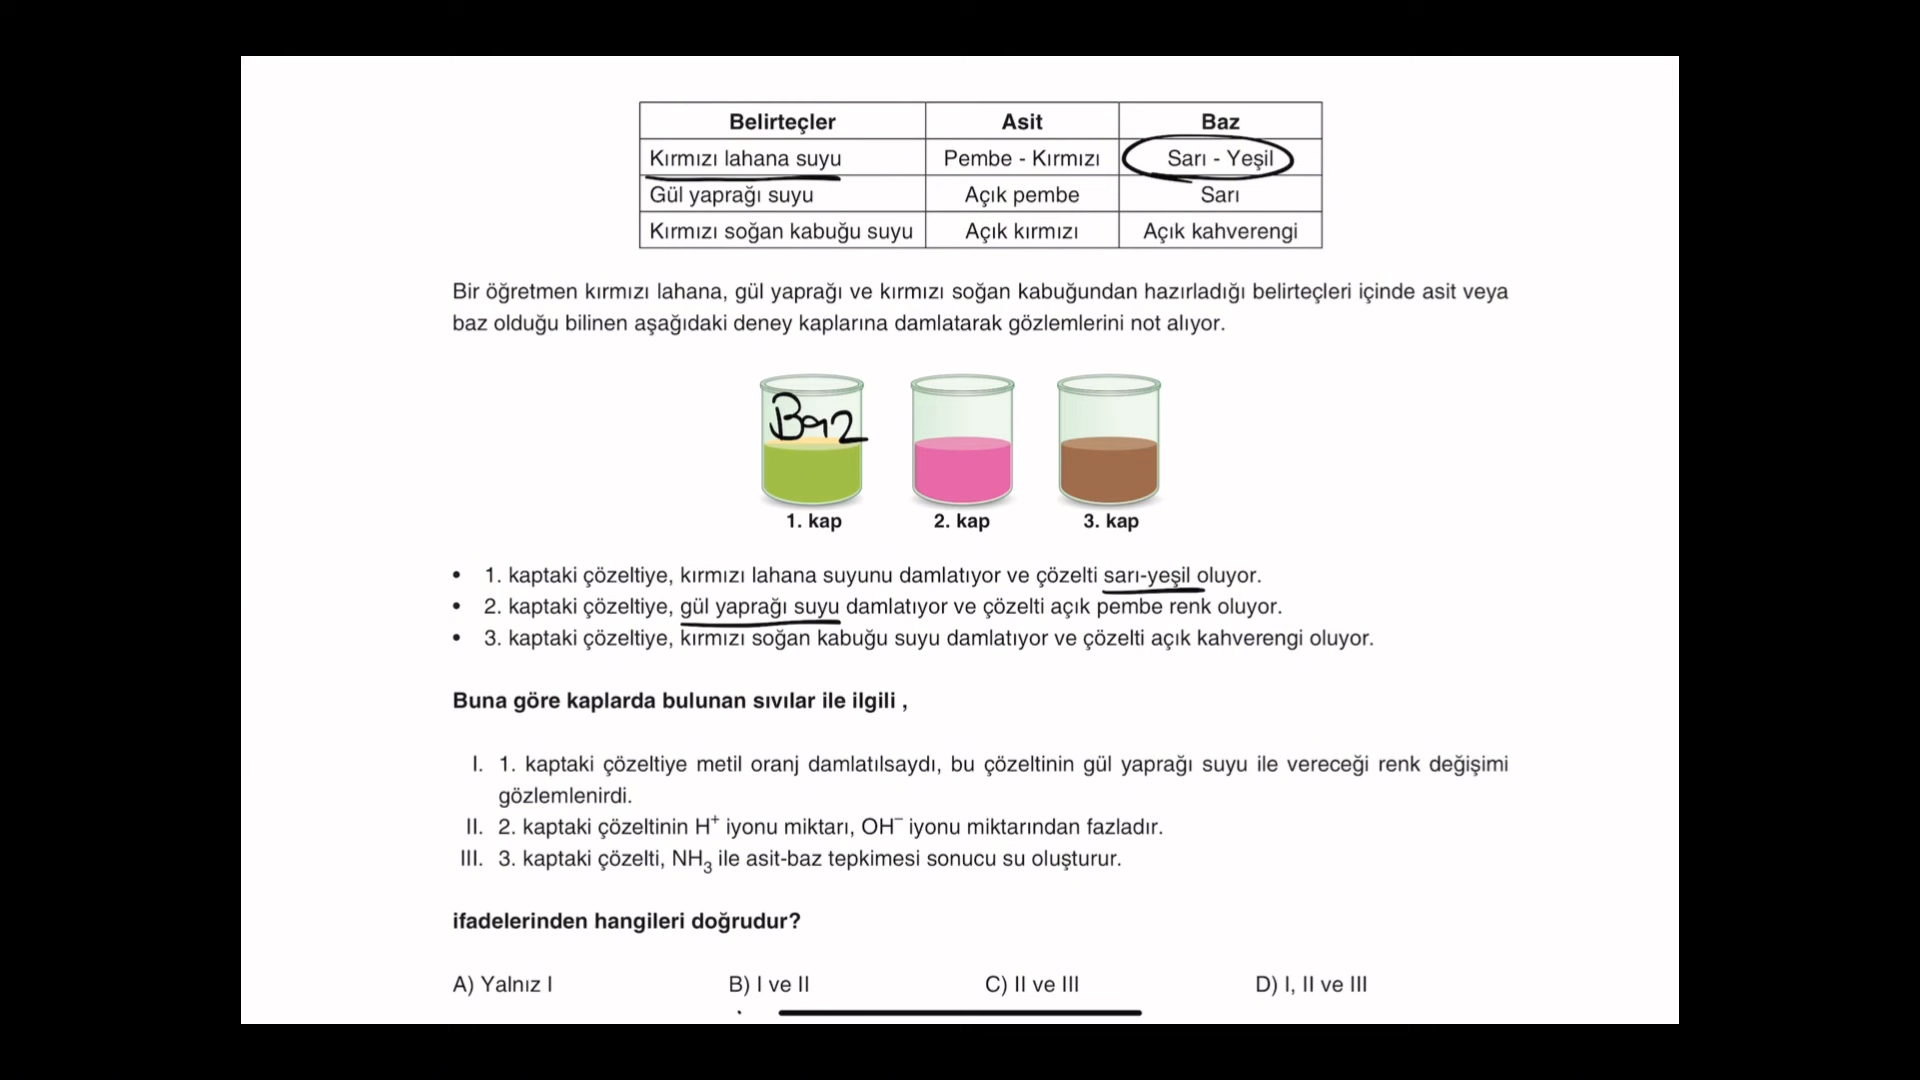 Belirteçler Asit Baz
Kırmızı lahana suyu Pembe - Kırmızı Sarı - Yeşil
Gül yaprağı suyu Açık pembe Sarı
Kırmızı soğan kabuğu suyu Açık kırmızı Açık kahverengi
Bir öğretmen kırmızı lahana, gül yaprağı ve kırmızı soğan kabuğundan hazırladığı belirteçleri içinde asit veya
baz olduğu bilinen aşağıdaki deney kaplarına damlatarak gözlemlerini not alıyor.
Baz
1. kap 2. kap 3. kap
• 1. kaptaki çözeltiye, kırmızı lahana suyunu damlatıyor ve çözelti sarı-yeşil oluyor.
• 2. kaptaki çözeltiye, gül yaprağı suyu damlatıyor ve çözelti açık pembe renk oluyor.
• 3. kaptaki çözeltiye, kırmızı soğan kabuğu suyu damlatıyor ve çözelti açık kahverengi oluyor.
Buna göre kaplarda bulunan sıvılar ile ilgili ,
I. 1. kaptaki çözeltiye metil oranj damlatılsaydı, bu çözeltinin gül yaprağı suyu ile vereceği renk değişimi
gözlemlenirdi.
II. 2. kaptaki çözeltinin H⁺ iyonu miktarı, OH⁻ iyonu miktarından fazladır.
III. 3. kaptaki çözelti, NH₃ ile asit-baz tepkimesi sonucu su oluşturur.
ifadelerinden hangileri doğrudur?
A) Yalnız I B) I ve II C) II ve III D) I, II ve III